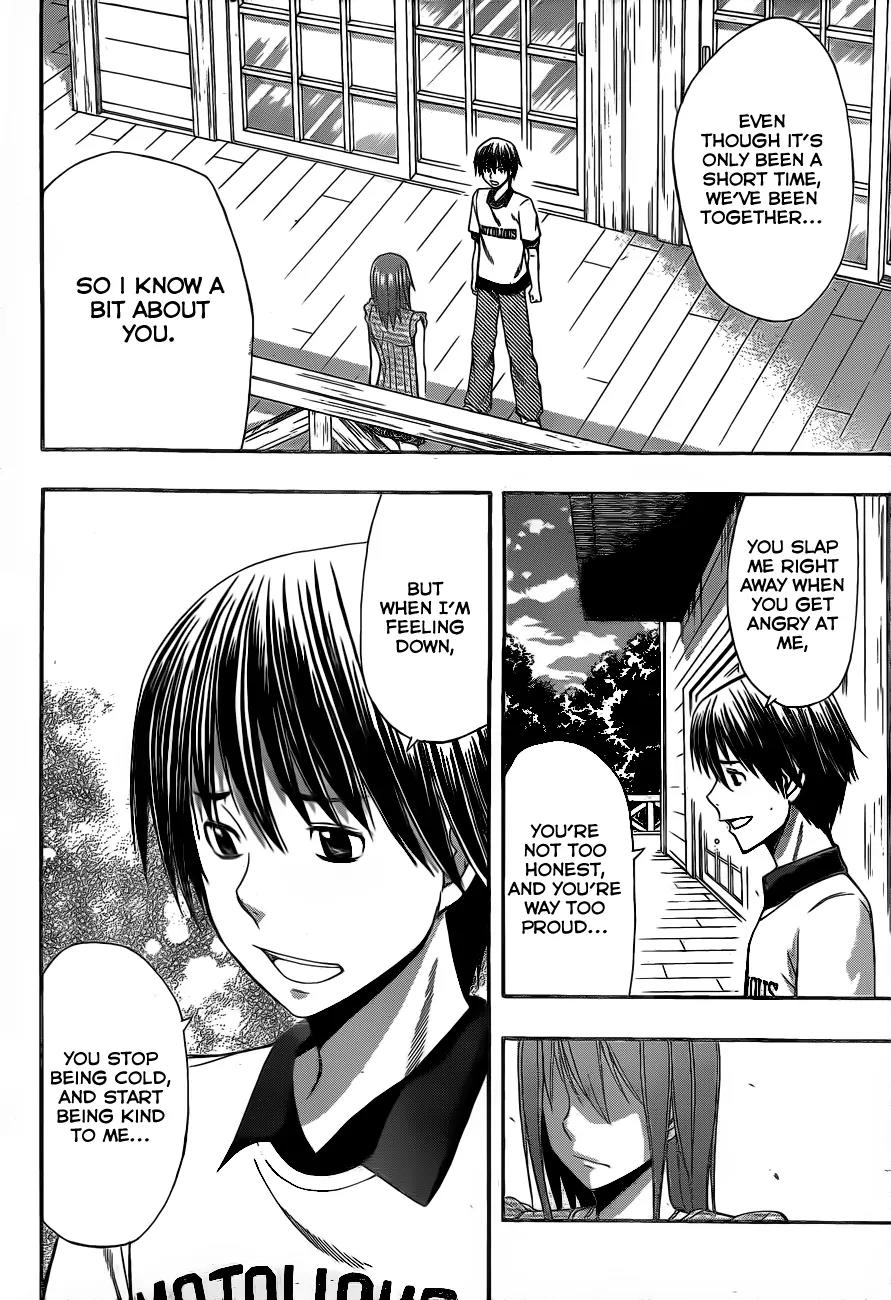 EVEN
THOUGH IT'S
ONLY BEEN A
SHORT TIME,
WE'VE BEEN
TOGETHER...
SO I KNOW A
BIT ABOUT
YOU.
YOU SLAP
ME RIGHT
AWAY WHEN
YOU GET
ANGRY AT
ME,
YOU'RE
NOT TOO
HONEST,
AND YOU'RE
WAY TOO
PROUD...
BUT
WHEN I'M
FEELING
DOWN,
YOU STOP
BEING COLD,
AND START
BEING KIND
TO ME...